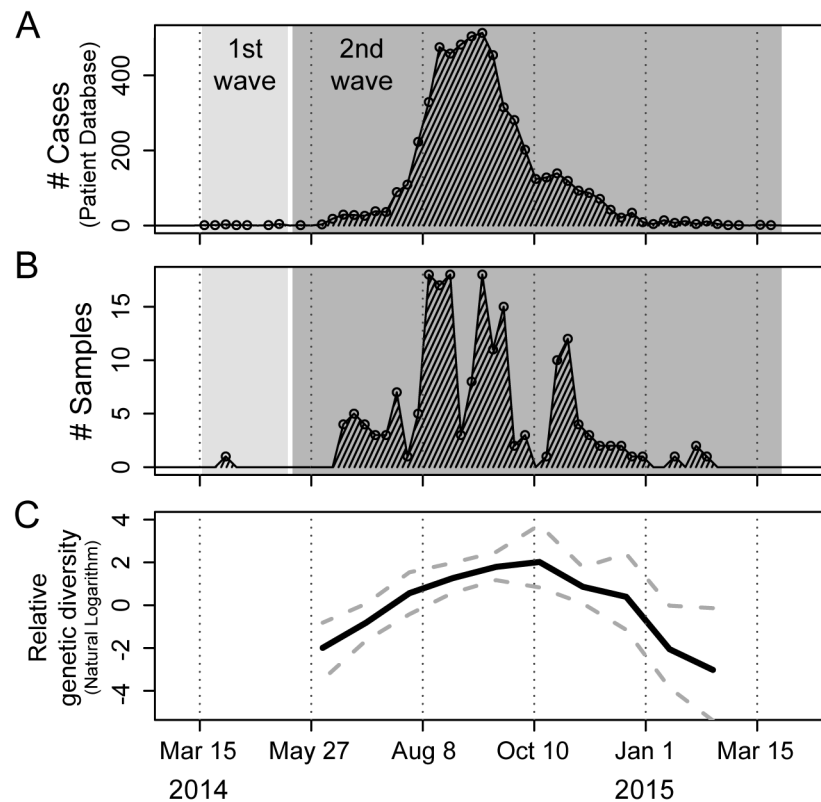 A
1st
wave
2nd
wave
# Cases
(Patient Database)
400
200
0
B
# Samples
15
10
5
0
C
Relative
genetic diversity
(Natural Logarithm)
4
2
0
-2
-4
Mar 15 May 27 Aug 8 Oct 10 Jan 1 Mar 15
2014 2015